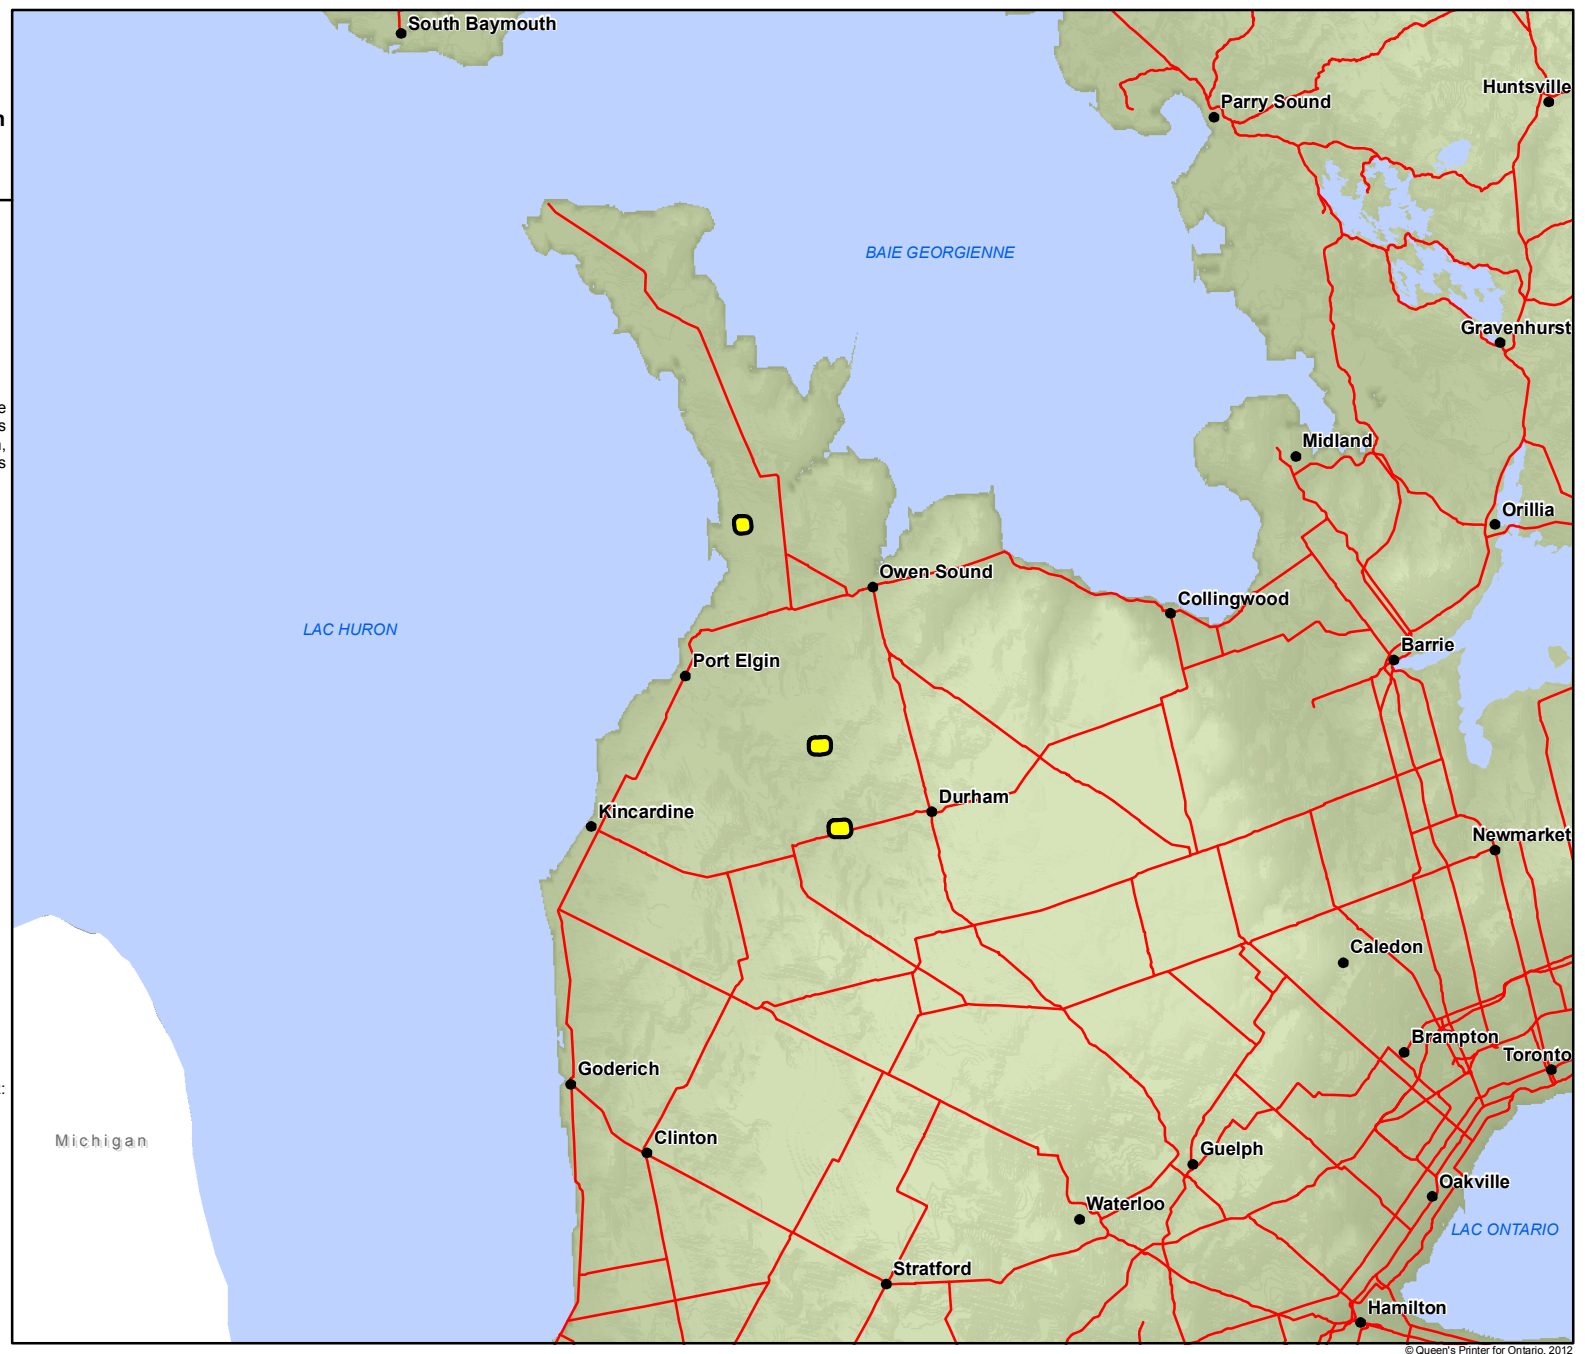 South Baymouth
Huntsville
Parry Sound
n
BAIE GEORGIENNE
Gravenhurst
e
s
Midland
s
Orillia
Owen Sound
Collingwood
LAC HURON
Barrie
Port Elgin
Durham
Kincardine
Newmarket
Caledon
Brampton
Toronto
Goderich
Michigan
Clinton
Guelph
Oakville
Waterloo
LAC ONTARIO
Stratford
Hamilton
© Queen's Printer for Ontario, 2012